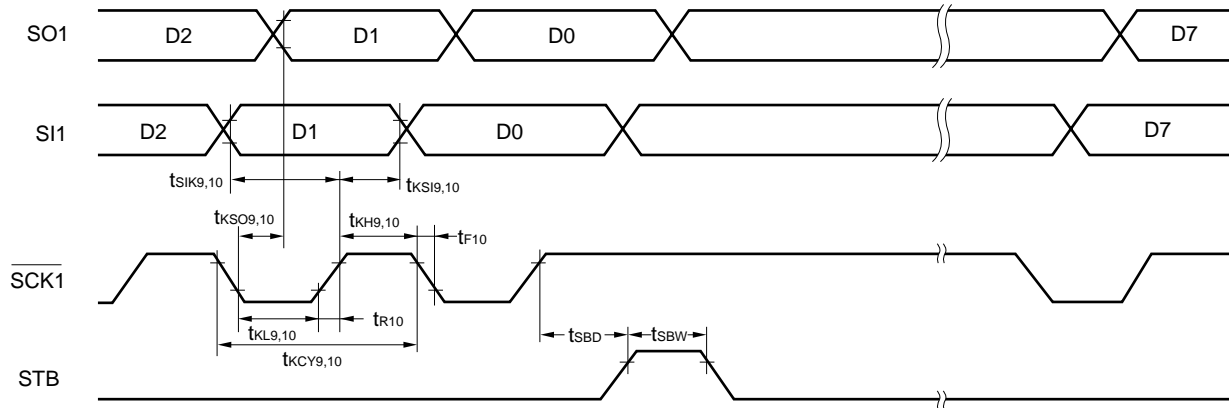 SO1 D2 D1 D0 D7
SI1 D2 D1 D0 D7
tSIK9,10 tKSI9,10
tKSO9,10 tKH9,10 tF10
SCK1
tKL9,10 tR10 tSBD tSBW
tKCY9,10
STB